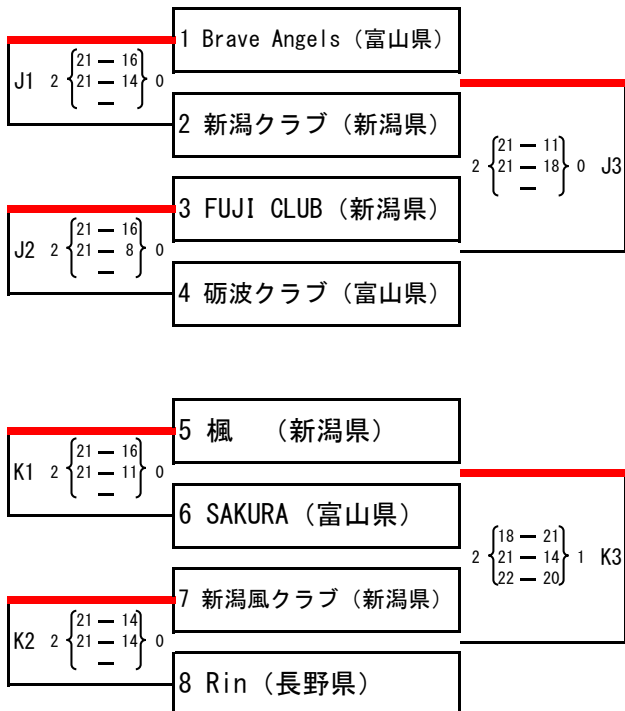 1 Brave Angels（富山県）
J1 2 21 ― 16 0
21 ― 14
―
2 新潟クラブ（新潟県）
2 21 ― 11 0 J3
21 ― 18
―
3 FUJI CLUB（新潟県）
J2 2 21 ― 16 0
21 ― 8
―
4 砺波クラブ（富山県）
5 楓　（新潟県）
K1 2 21 ― 16 0
21 ― 11
―
6 SAKURA（富山県）
2 18 ― 21 1 K3
21 ― 14
22 ― 20
7 新潟風クラブ（新潟県）
K2 2 21 ― 14 0
21 ― 14
―
8 Rin（長野県）